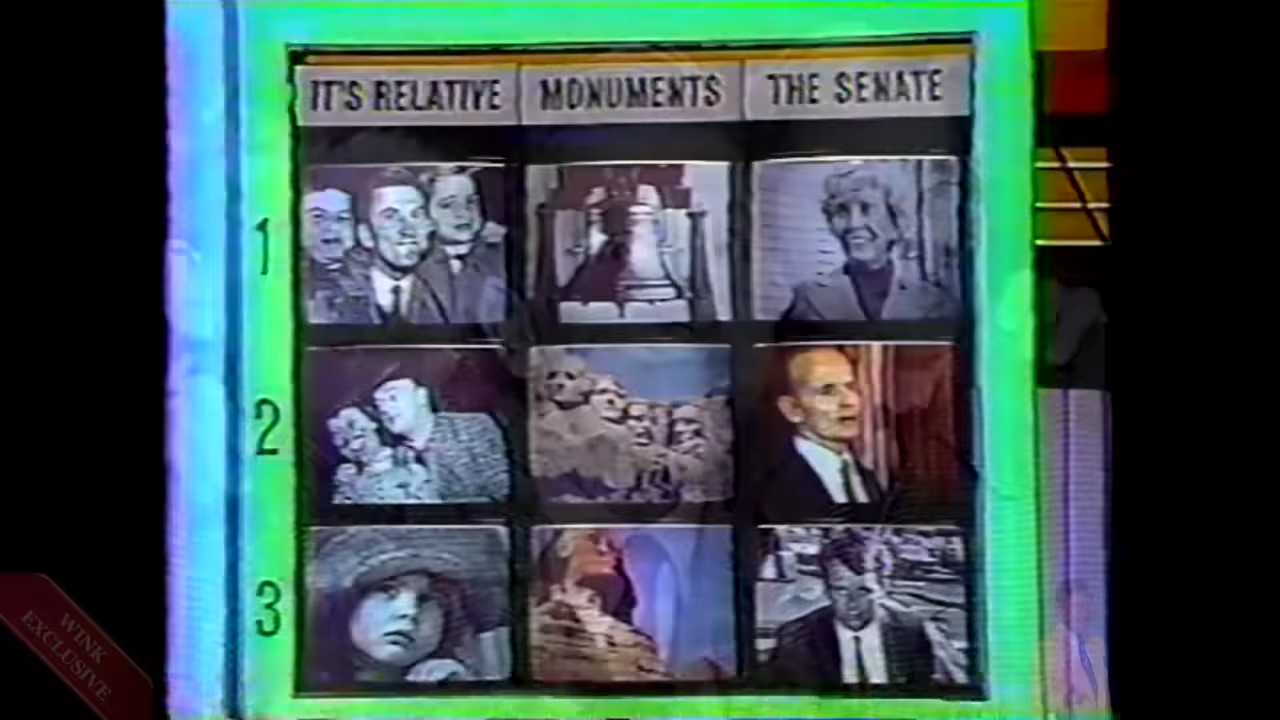 IT'S RELATIVE
MONUMENTS
THE SENATE
1
2
3
WINK
EXCLUSIVE